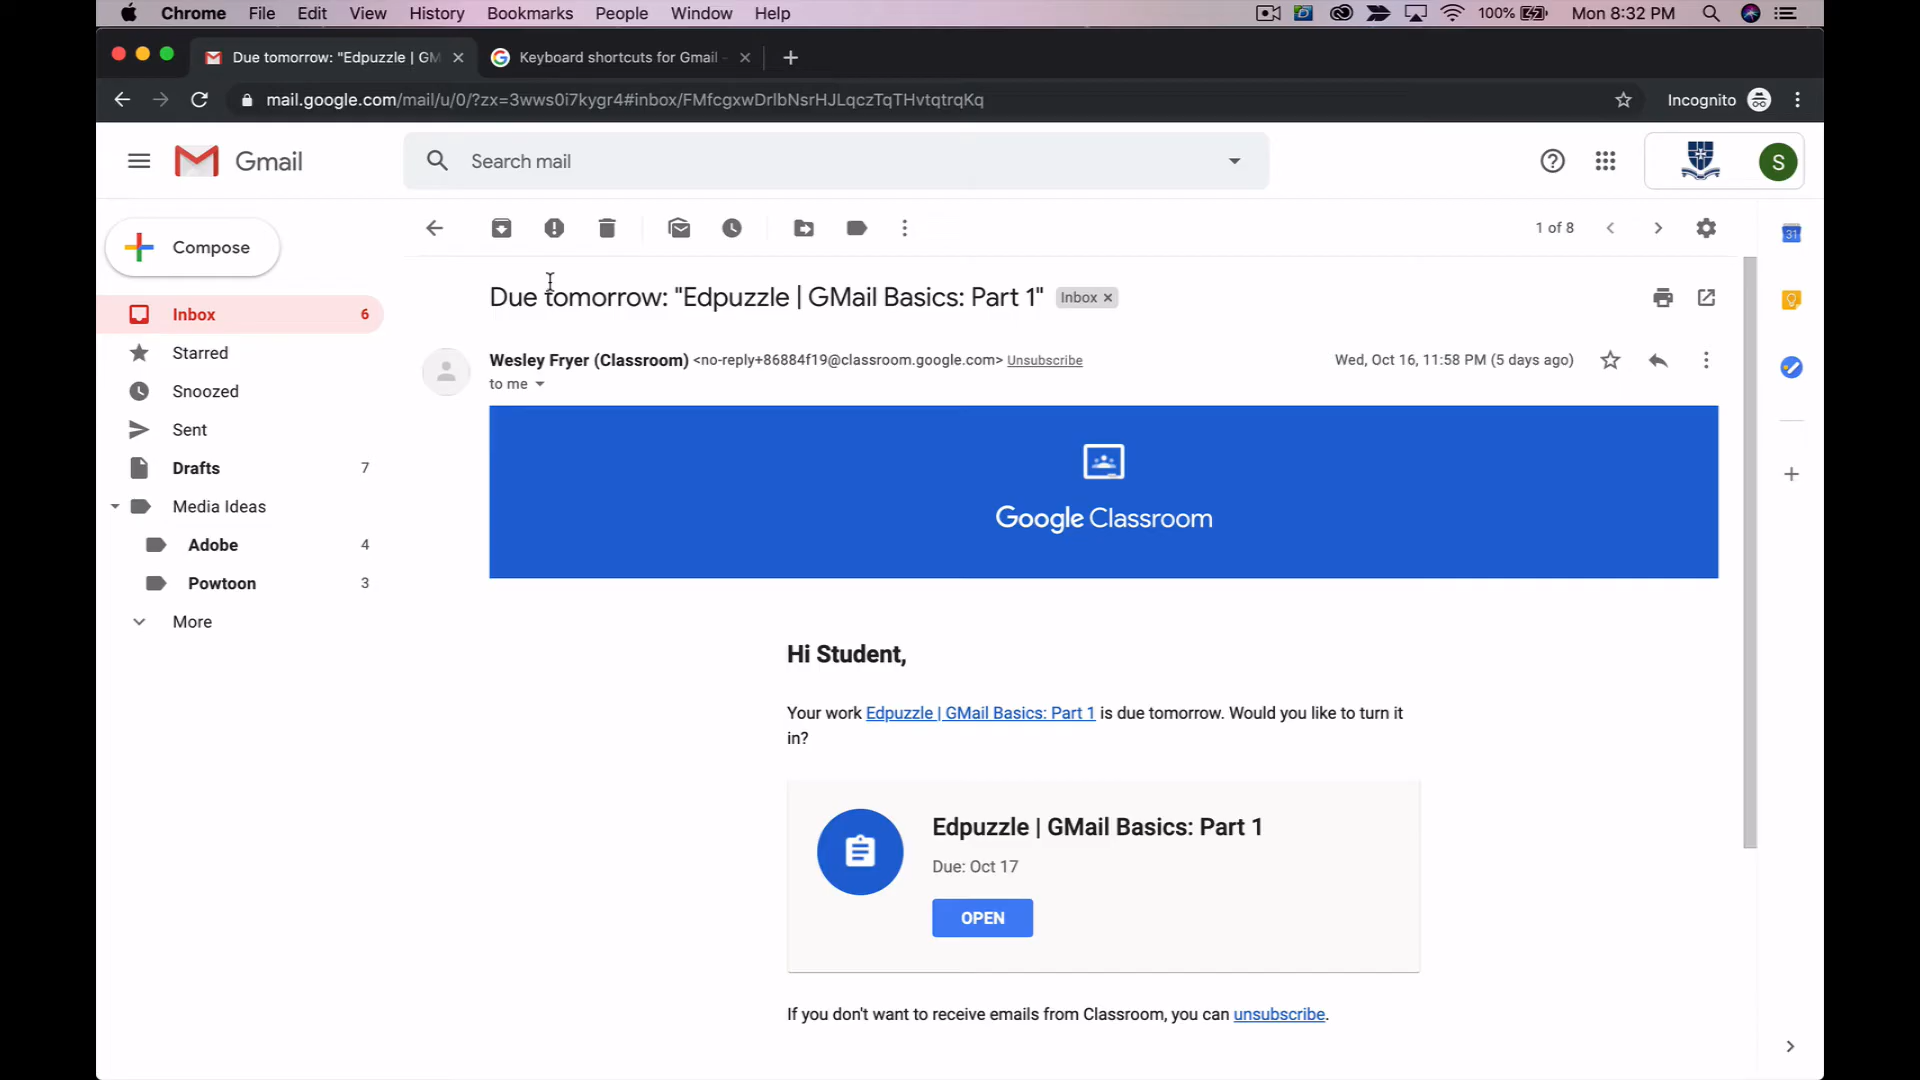 Chrome File Edit View History Bookmarks People Window Help 100% Mon 8:32 PM
Due tomorrow: "Edpuzzle | GM Keyboard shortcuts for Gmail -
mail.google.com/mail/u/0/?zx=3wws0i7kygr4#inbox/FMfcgxwDrlbNsrHJLqczTqTHvtqtrqKq Incognito
Gmail Search mail S
Compose 1 of 8 31
Due tomorrow: "Edpuzzle | GMail Basics: Part 1" Inbox ×
Inbox 6
Starred
Snoozed
Sent
Drafts 7
Media Ideas
Adobe 4
Powtoon 3
More
Wesley Fryer (Classroom) <no-reply+86884f19@classroom.google.com> Unsubscribe Wed, Oct 16, 11:58 PM (5 days ago)
to me
Google Classroom
Hi Student,
Your work Edpuzzle | GMail Basics: Part 1 is due tomorrow. Would you like to turn it
in?
Edpuzzle | GMail Basics: Part 1
Due: Oct 17
OPEN
If you don't want to receive emails from Classroom, you can unsubscribe.